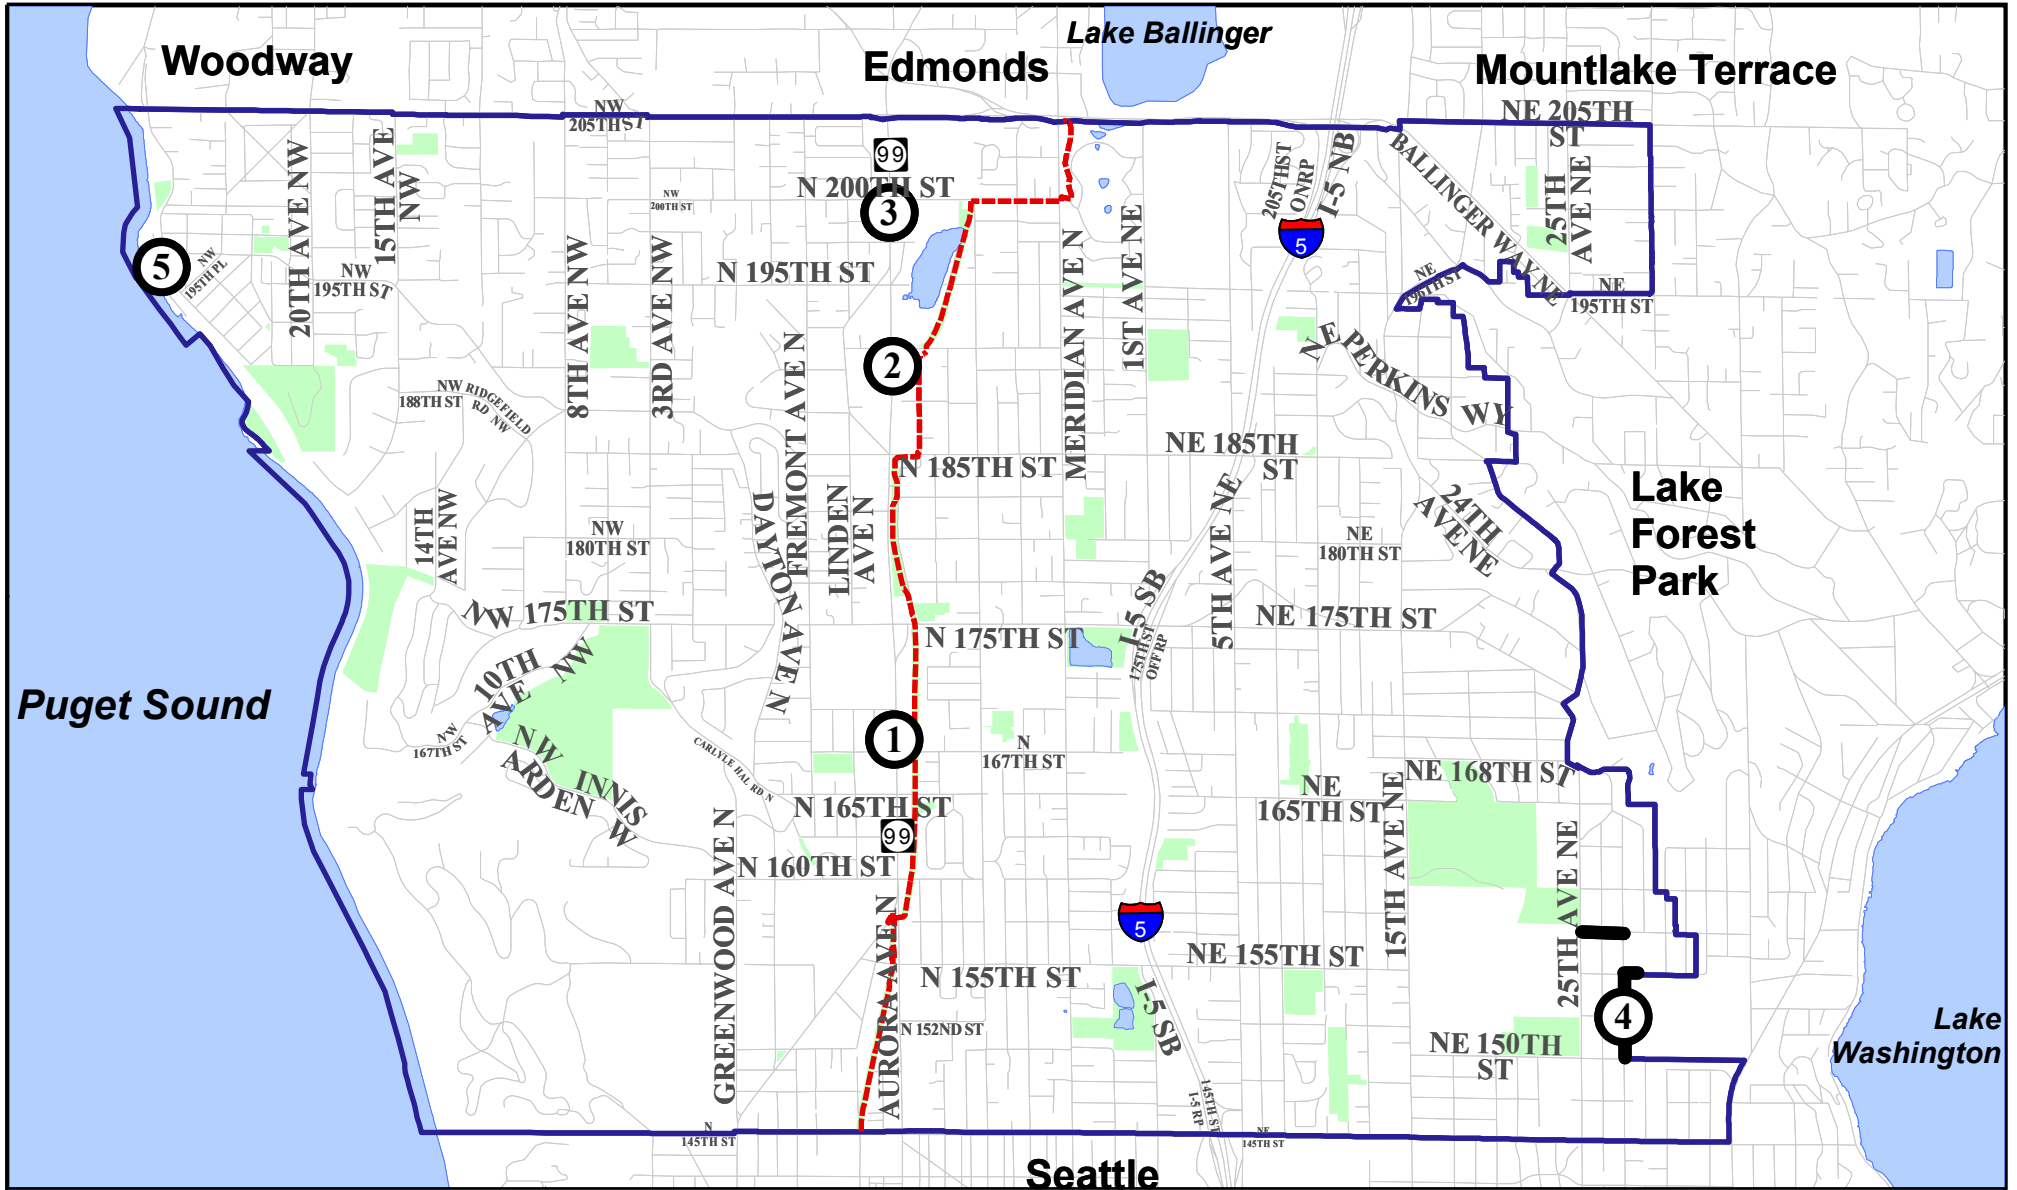 Lake Ballinger
Woodway
Edmonds
Mountlake Terrace
NW
205TH ST
NE 205TH
ST
99
N 200TH ST
3
NW
200TH ST
20TH AVE NW
15TH AVE
NW
205TH ST
ONRP
I-5 NB
BALLINGER WAY NE
25TH
AVE NE
5
5
NW
195TH PL
NW
195TH ST
N 195TH ST
NE
196TH ST
NE
195TH ST
8TH AVE NW
3RD AVE NW
MERIDIAN AVE N
1ST AVE NE
2
FREMONT AVE N
NE PERKINS WY
NW
188TH ST
RIDGEFIELD
RD NW
N 185TH ST
NE 185TH
ST
Lake
Forest
Park
14TH
AVE NW
NW
180TH ST
DAYTON AVE N
LINDEN
AVE N
5TH AVE NE
NE
180TH ST
24TH
AVENE
NW 175TH ST
N 175TH ST
I-5 SB
175TH ST
OFF RP
NE 175TH ST
Puget Sound
10TH
AVE NW
NW
167TH ST
NW INNIS
ARDEN W
CARLYLE HAL RD N
1
N
167TH ST
N 165TH ST
99
NE
165TH ST
NE 168TH ST
15TH AVE NE
25TH AVE NE
GREENWOOD AVE N
N 160TH ST
AURORA AVE N
5
N 155TH ST
NE 155TH ST
I-5 SB
N 152ND ST
4
NE 150TH
ST
Lake
Washington
145TH ST
I-5 RP
N
145TH ST
NE
145TH ST
Seattle